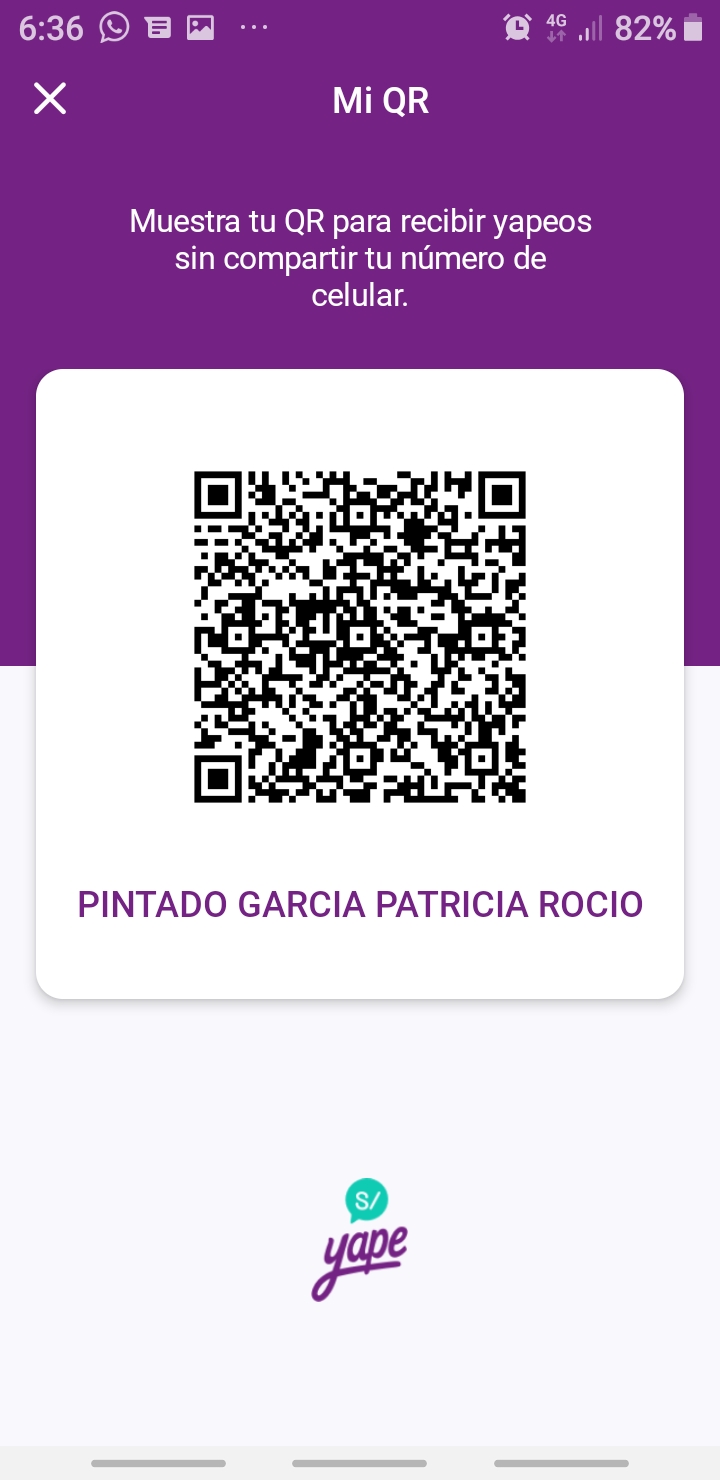 6:36 4G 82%
Mi QR
Muestra tu QR para recibir yapeos
sin compartir tu número de
celular.
PINTADO GARCIA PATRICIA ROCIO
S/
yape